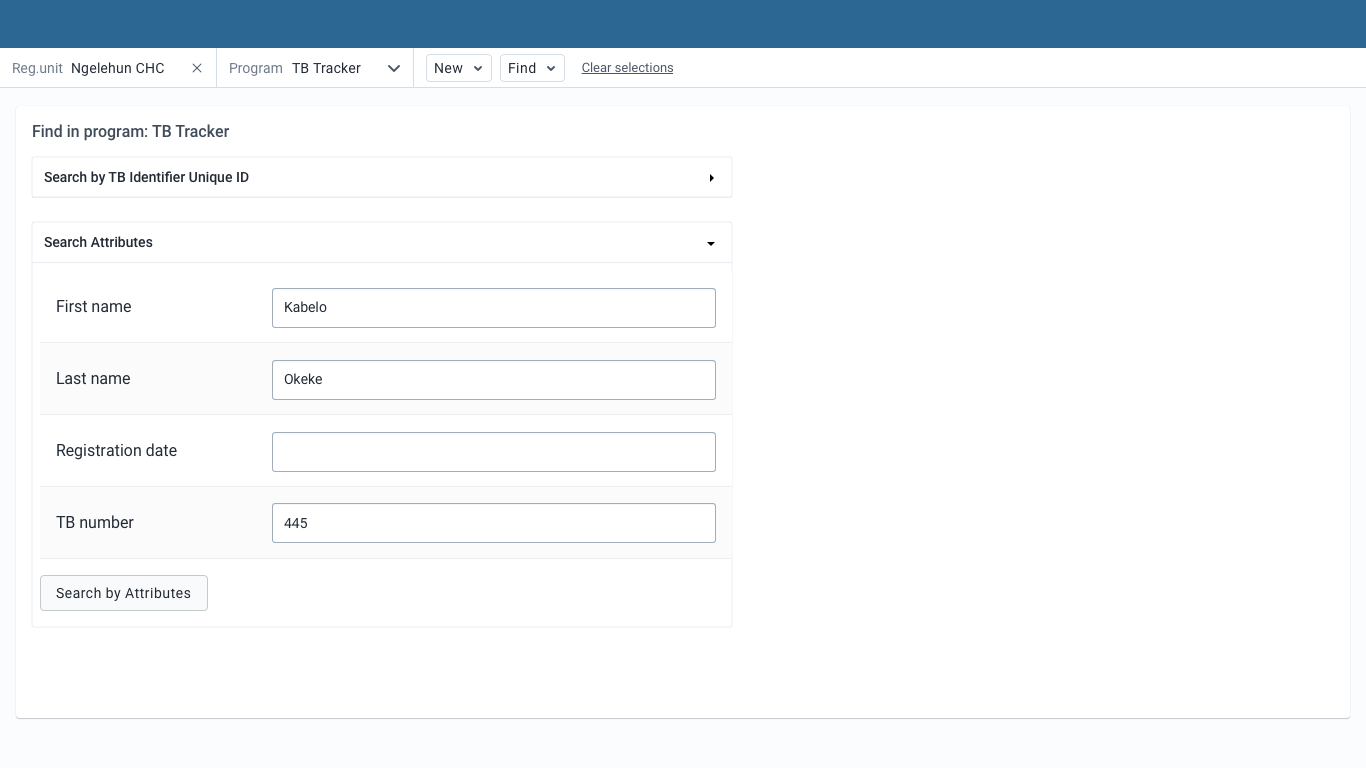 Reg.unit Ngelehun CHC Program TB Tracker New Find Clear selections
Find in program: TB Tracker
Search by TB Identifier Unique ID
Search Attributes
First name Kabelo
Last name Okeke
Registration date
TB number 445
Search by Attributes